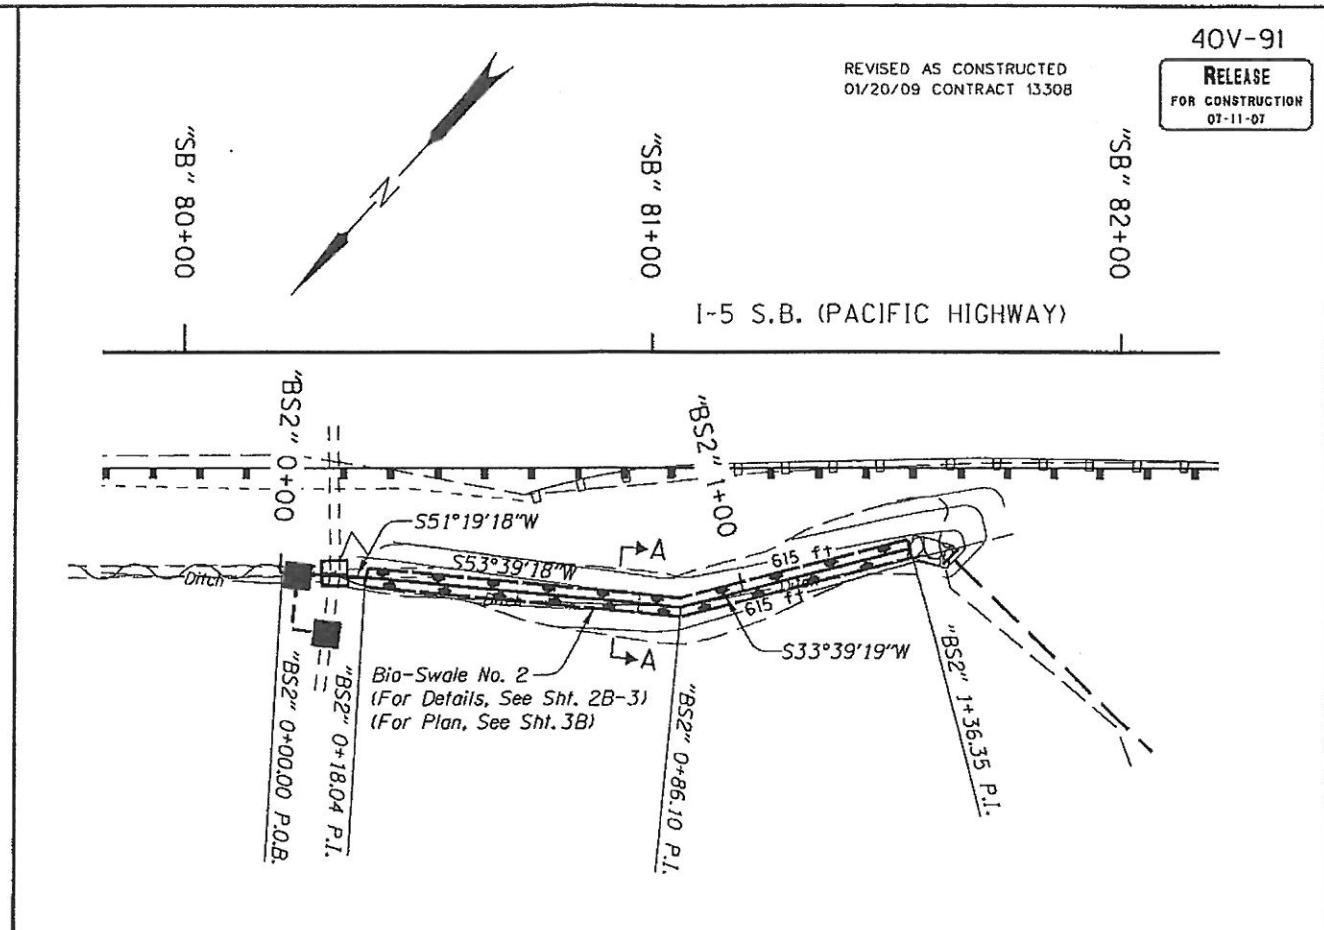 40V-91
REVISED AS CONSTRUCTED
01/20/09 CONTRACT 13308
RELEASE
FOR CONSTRUCTION
07-11-07
"SB" 80+00
"SB" 81+00
"SB" 82+00
N
I-5 S.B. (PACIFIC HIGHWAY)
"BS2" 0+00
"BS2" 1+00
S51°19'18"W
A
S53°39'18"W
615 ft
Ditch
Ditch
615 ft
S33°39'19"W
A
Bio-Swale No. 2
(For Details, See Sht. 2B-3)
(For Plan, See Sht. 3B)
"BS2" 0+00.00 P.O.B.
"BS2" 0+18.04 P.I.
"BS2" 0+86.10 P.I.
"BS2" 1+36.35 P.I.